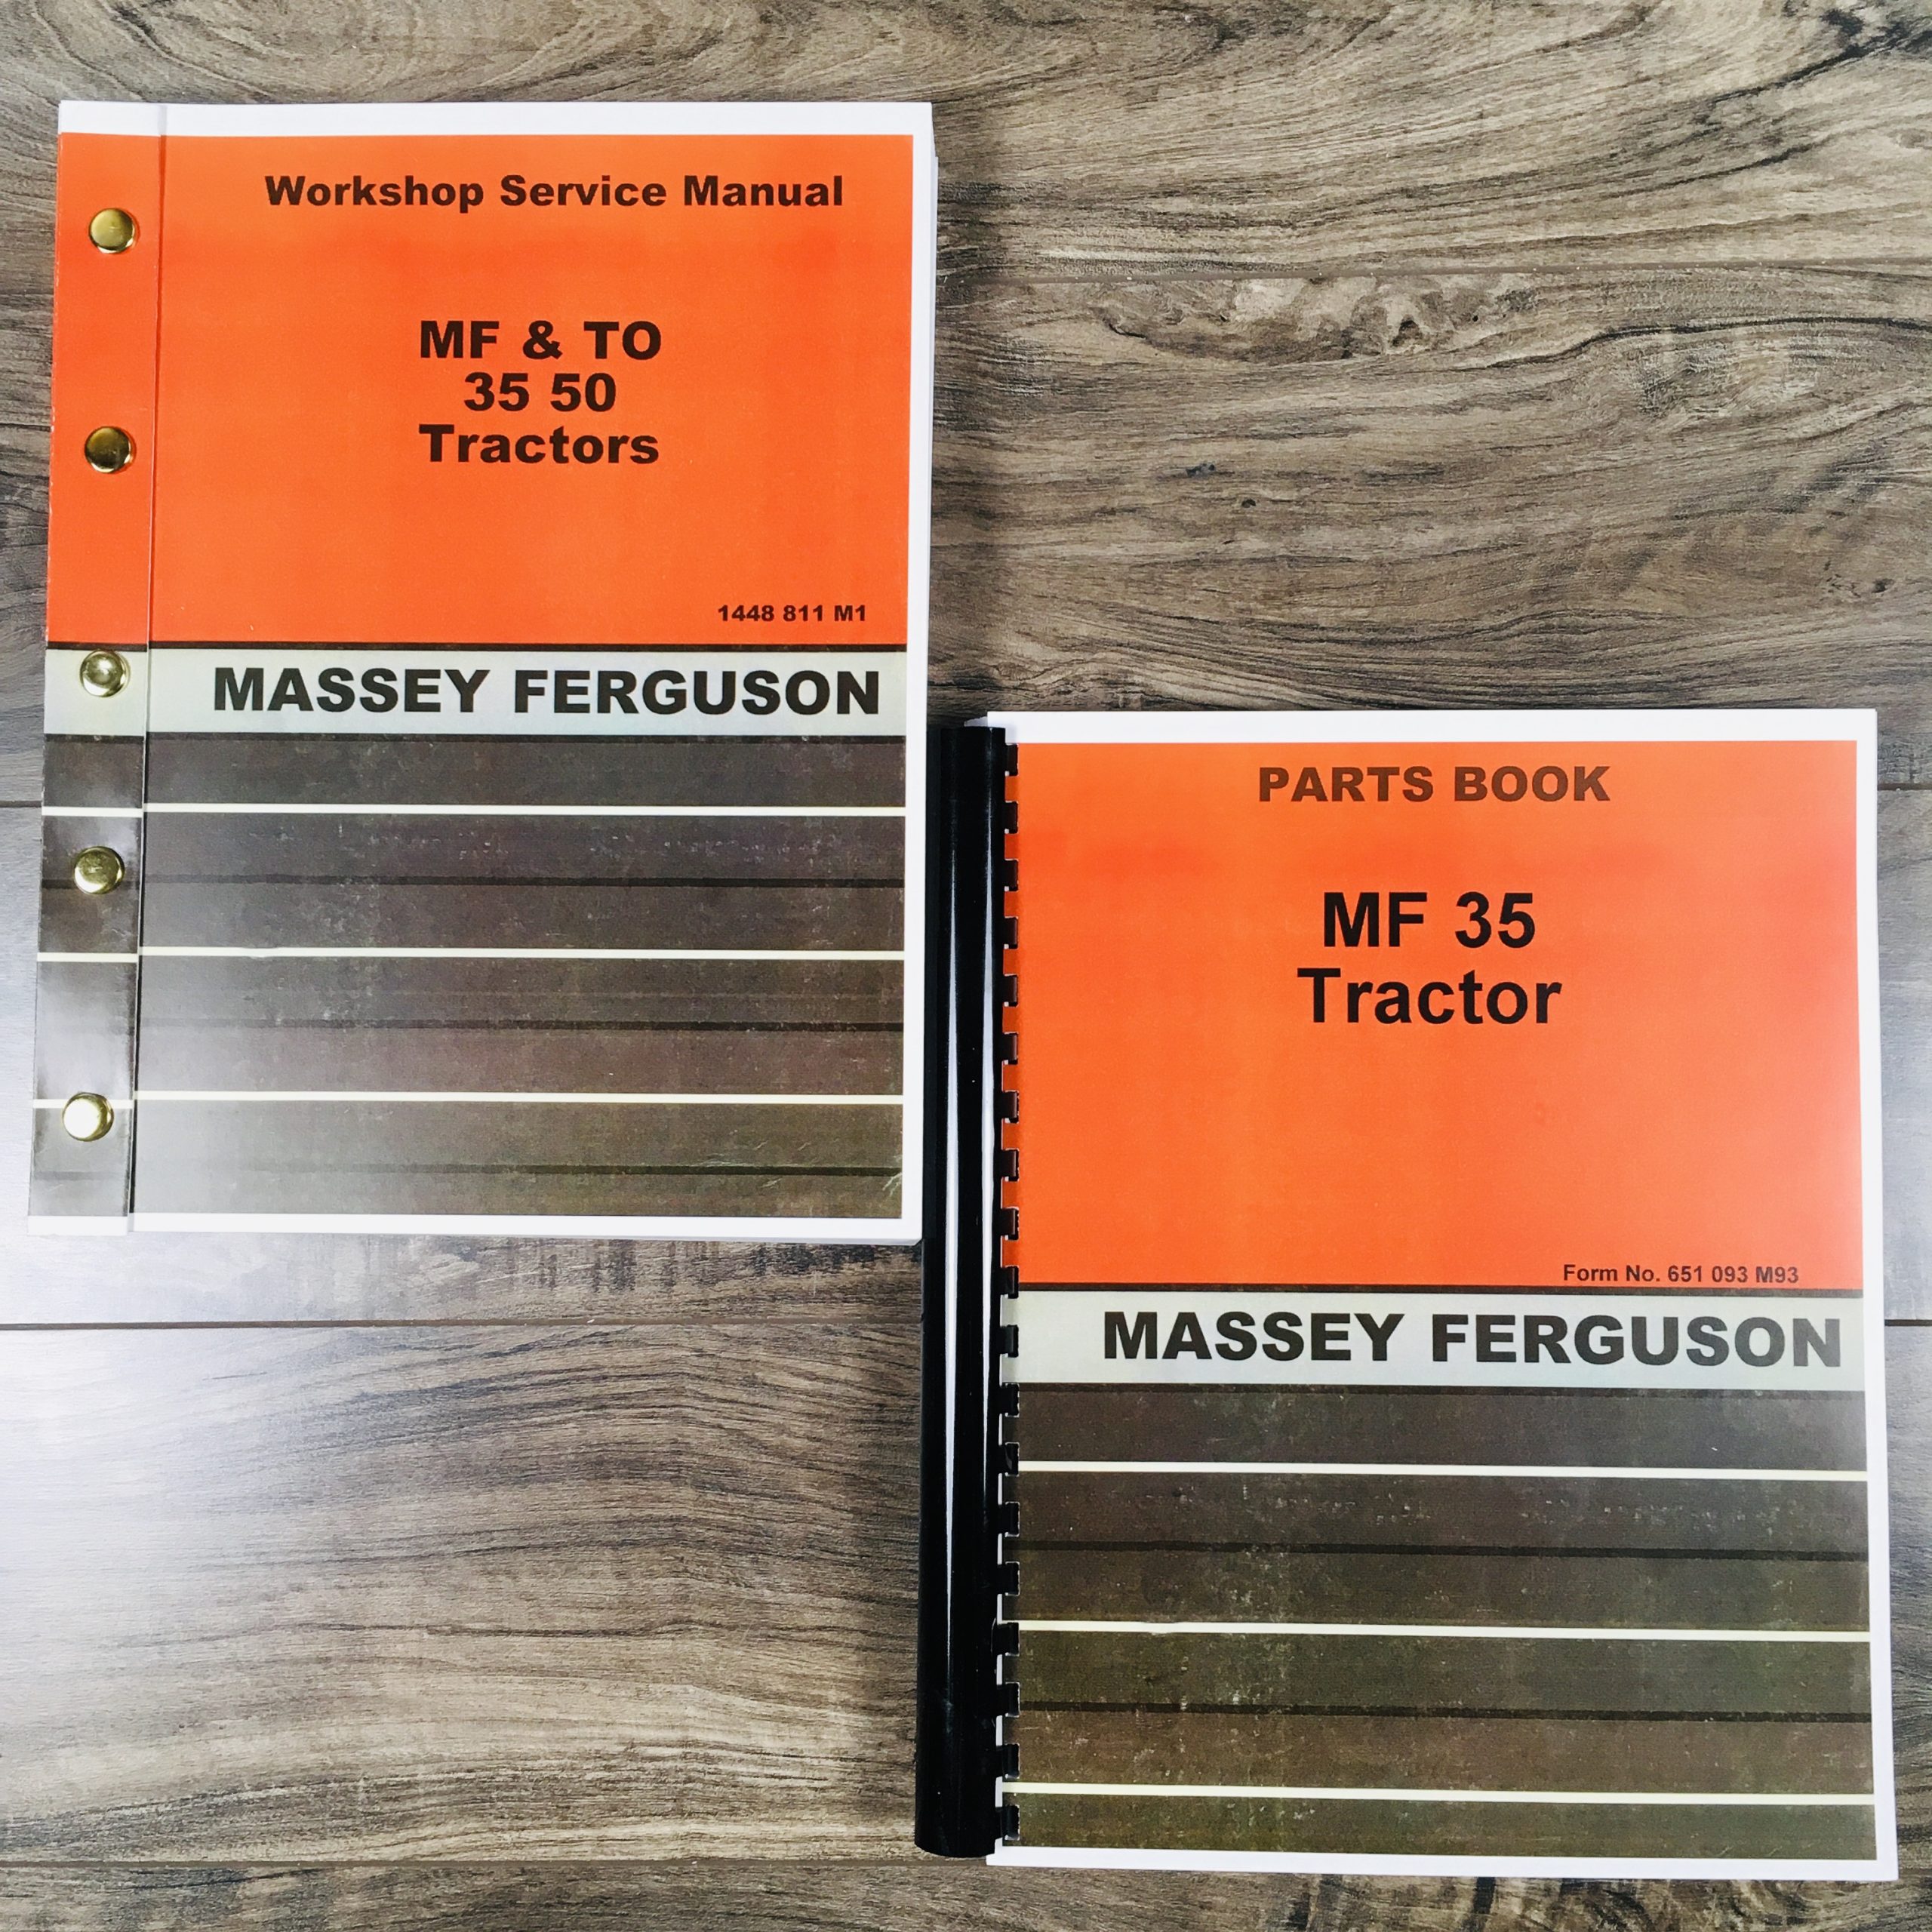 Workshop Service Manual
MF & TO
35 50
Tractors
1448 811 M1
MASSEY FERGUSON
PARTS BOOK
MF 35
Tractor
Form No. 651 093 M93
MASSEY FERGUSON